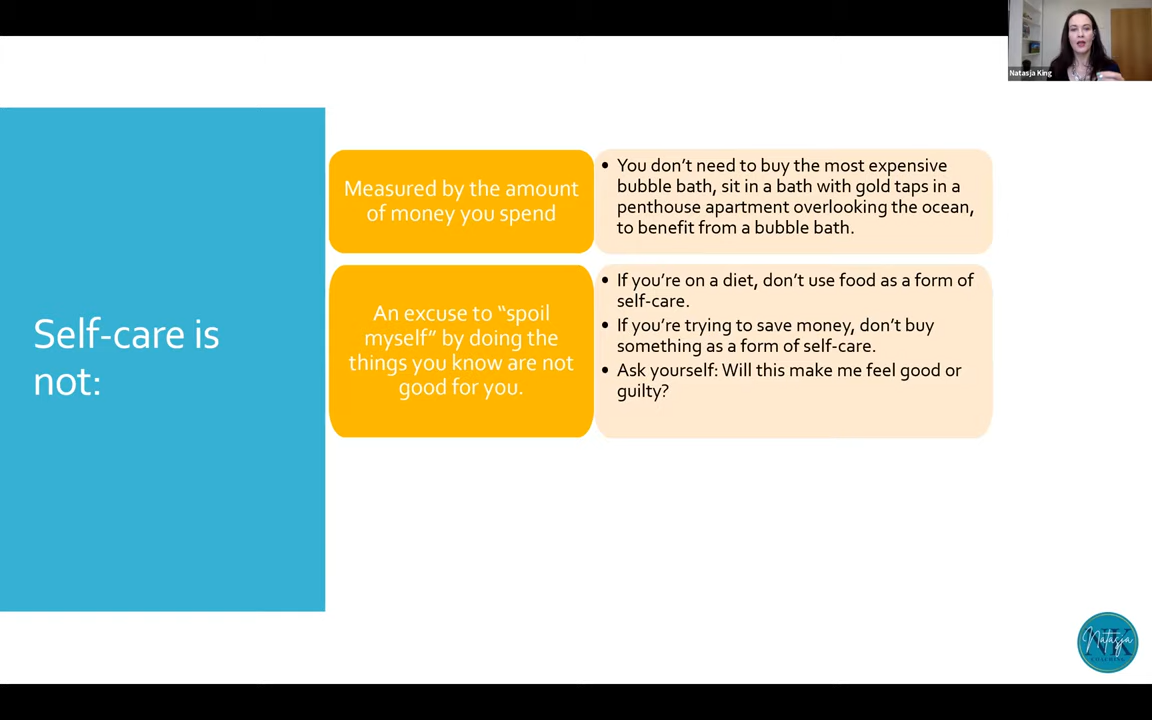 Natasja King
Self-care is
not:
Measured by the amount
of money you spend
• You don’t need to buy the most expensive
bubble bath, sit in a bath with gold taps in a
penthouse apartment overlooking the ocean,
to benefit from a bubble bath.
An excuse to “spoil
myself” by doing the
things you know are not
good for you.
• If you’re on a diet, don’t use food as a form of
self-care.
• If you’re trying to save money, don’t buy
something as a form of self-care.
• Ask yourself: Will this make me feel good or
guilty?
NK
Natasja
COACHING